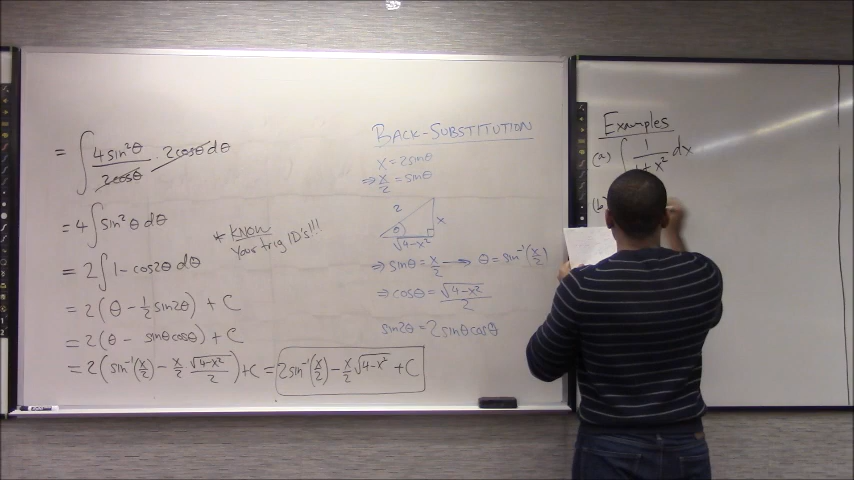 = ∫ 4sin²θ / 2cosθ · 2cosθ dθ
= 4∫ sin²θ dθ
* KNOW
your trig ID's!!!
= 2∫ 1-cos2θ dθ
= 2(θ - 1/2 sin2θ) + C
= 2(θ - sinθcosθ) + C
= 2(sin⁻¹(x/2) - x/2 · √(4-x²)/2) + C = 2sin⁻¹(x/2) - x/2 √(4-x²) + C
BACK-SUBSTITUTION
x = 2sinθ
⇒ x/2 = sinθ
2
x
θ
√(4-x²)
⇒ sinθ = x/2 → θ = sin⁻¹(x/2)
⇒ cosθ = √(4-x²)/2
sin2θ = 2sinθcosθ
Examples
(a) ∫ 1/1+x² dx
(b)